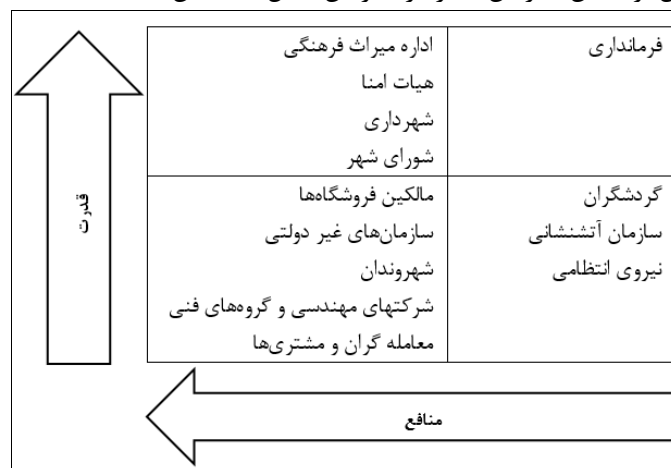 فرمانداری
اداره میراث فرهنگی
هیات امنا
شهرداری
شورای شهر
گردشگران
سازمان آتشنشانی
نیروی انتظامی
مالکین فروشگاه‌ها
سازمان‌های غیر دولتی
شهروندان
شرکتهای مهندسی و گروه‌های فنی
معامله گران و مشتری‌ها
قدرت
منافع